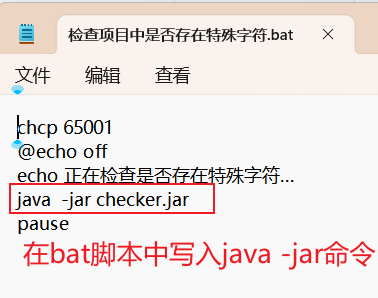 检查项目中是否存在特殊字符.bat
文件 编辑 查看
chcp 65001
@echo off
echo 正在检查是否存在特殊字符...
java  -jar checker.jar
pause
在bat脚本中写入java -jar命令